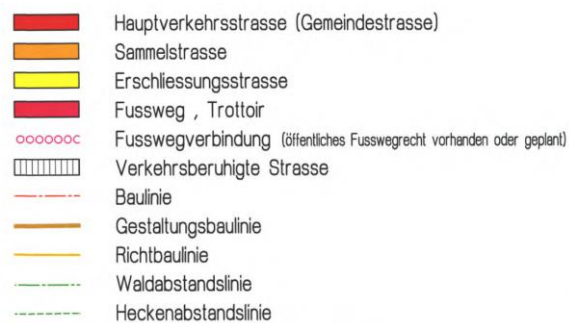 Hauptverkehrsstrasse (Gemeindestrasse)
Sammelstrasse
Erschliessungsstrasse
Fussweg , Trottoir
Fusswegverbindung (öffentliches Fusswegrecht vorhanden oder geplant)
Verkehrsberuhigte Strasse
Baulinie
Gestaltungsbaulinie
Richtbaulinie
Waldabstandslinie
Heckenabstandslinie